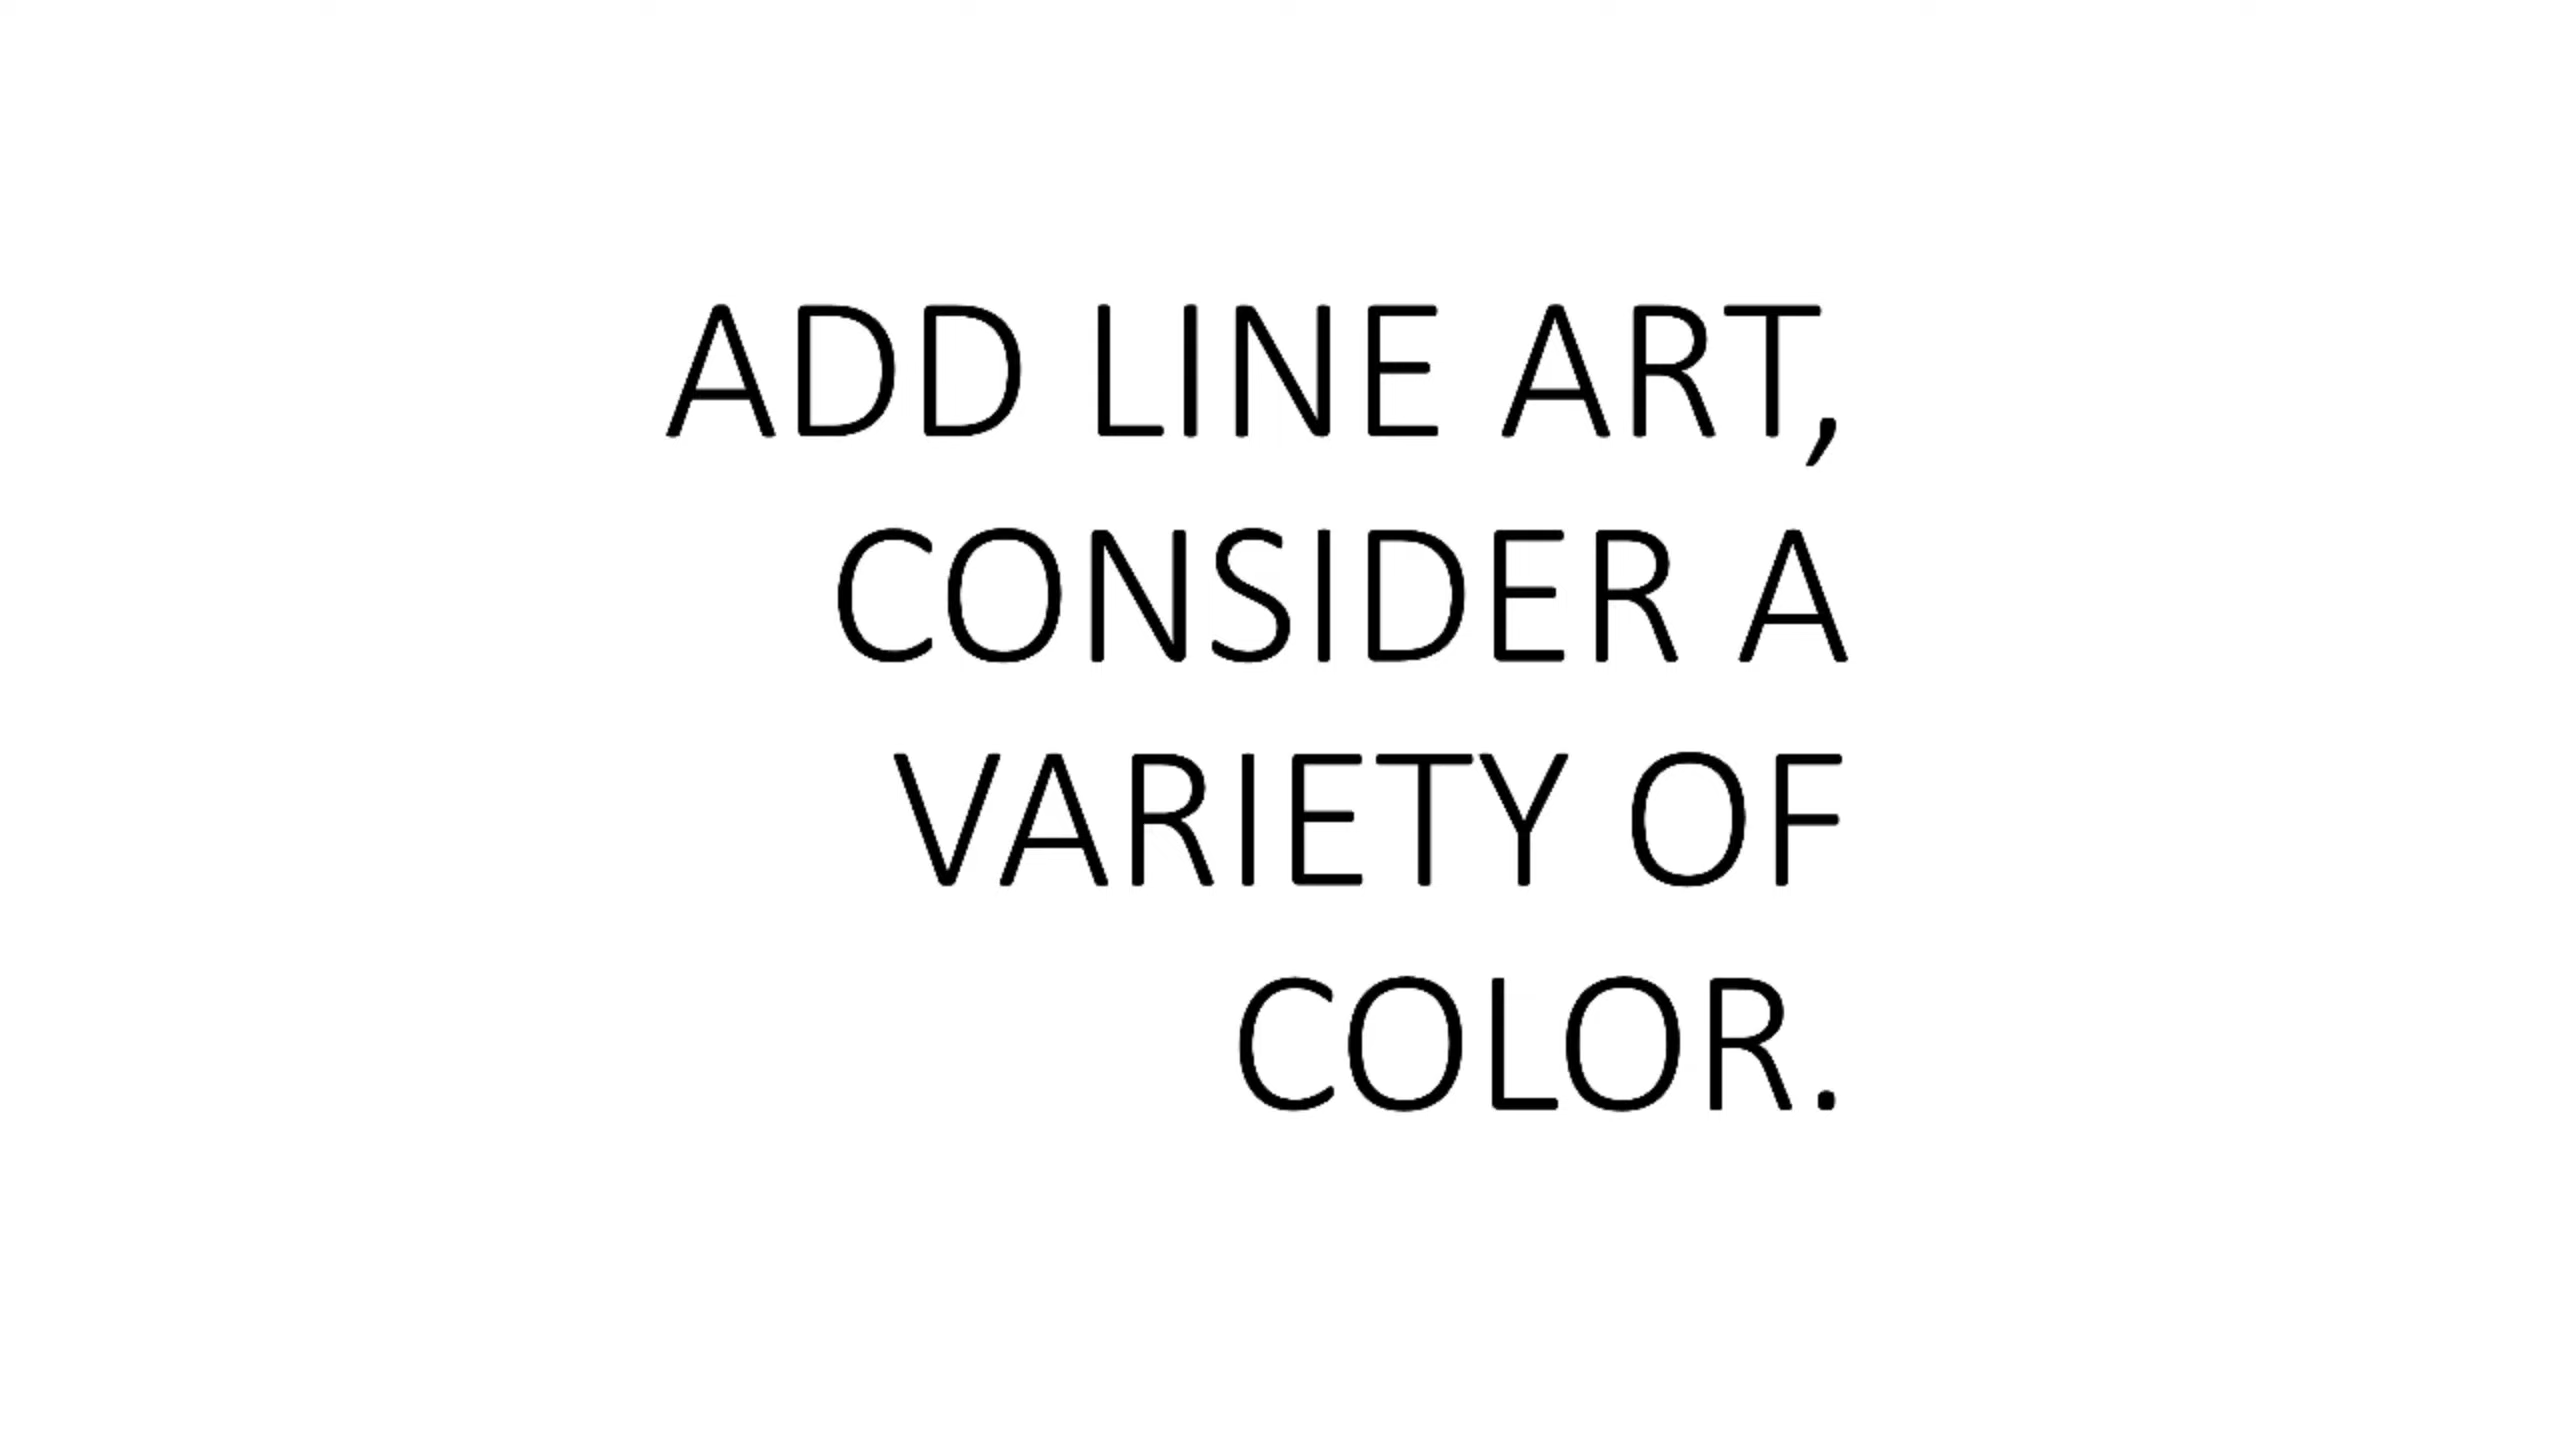 ADD LINE ART,
CONSIDER A
VARIETY OF
COLOR.